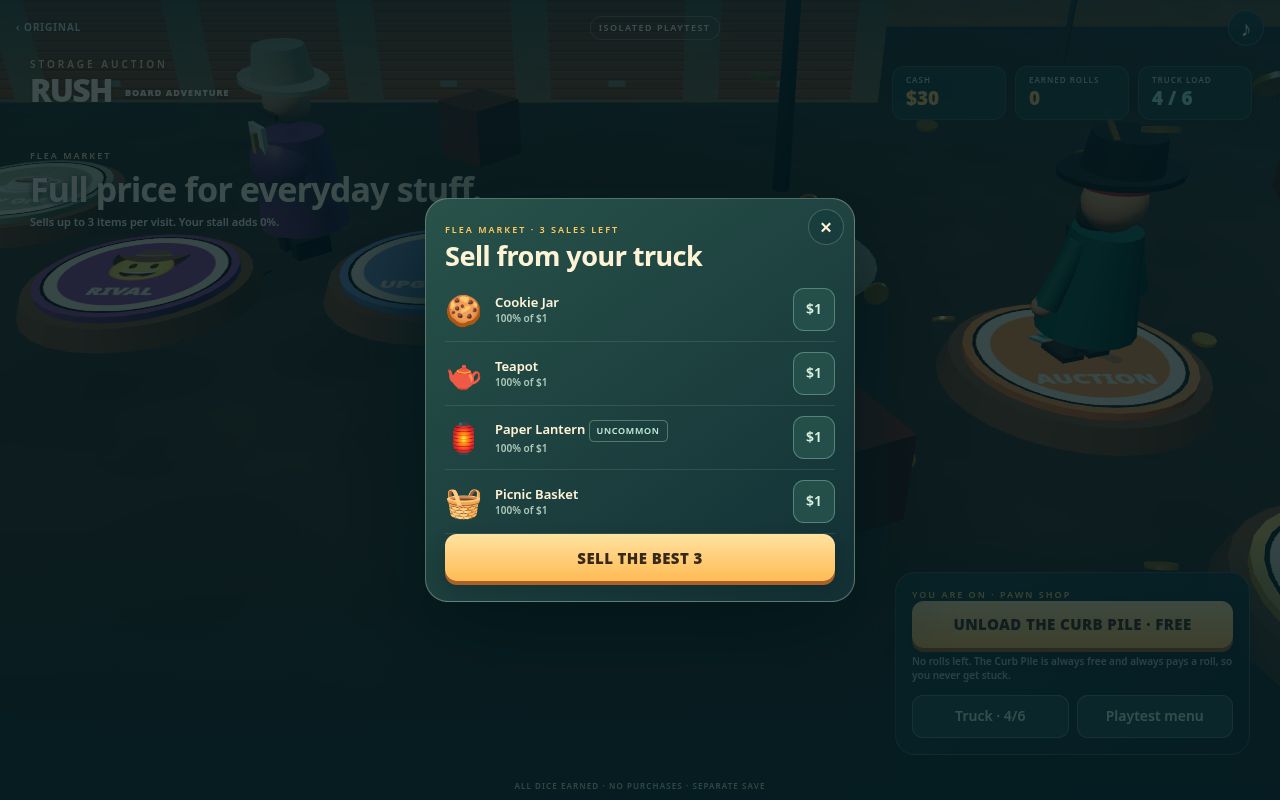 ‹ ORIGINAL
ISOLATED PLAYTEST
♪
STORAGE AUCTION
RUSH BOARD ADVENTURE
CASH
$30
EARNED ROLLS
0
TRUCK LOAD
4 / 6
FLEA MARKET
Full price for everyday stuff.
Sells up to 3 items per visit. Your stall adds 0%.
RIVAL
AUCTION
FLEA MARKET · 3 SALES LEFT
✕
Sell from your truck
Cookie Jar
100% of $1
$1
Teapot
100% of $1
$1
Paper Lantern UNCOMMON
100% of $1
$1
Picnic Basket
100% of $1
$1
SELL THE BEST 3
YOU ARE ON · PAWN SHOP
UNLOAD THE CURB PILE · FREE
No rolls left. The Curb Pile is always free and always pays a roll, so
you never get stuck.
Truck · 4/6
Playtest menu
ALL DICE EARNED · NO PURCHASES · SEPARATE SAVE